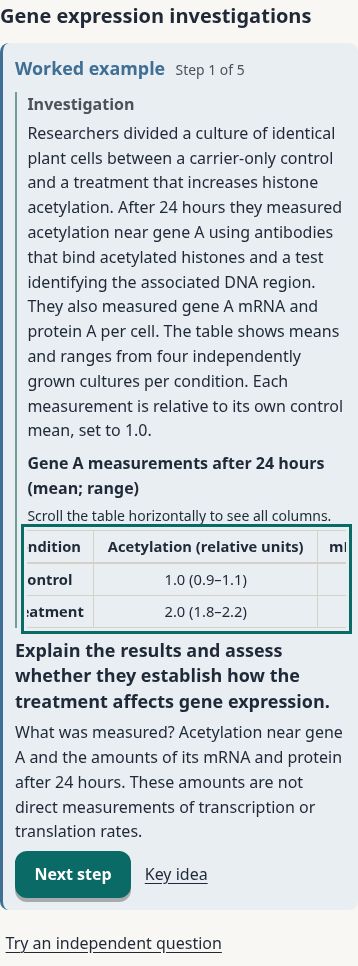 Gene expression investigations
Worked example Step 1 of 5
Investigation
Researchers divided a culture of identical
plant cells between a carrier-only control
and a treatment that increases histone
acetylation. After 24 hours they measured
acetylation near gene A using antibodies
that bind acetylated histones and a test
identifying the associated DNA region.
They also measured gene A mRNA and
protein A per cell. The table shows means
and ranges from four independently
grown cultures per condition. Each
measurement is relative to its own control
mean, set to 1.0.
Gene A measurements after 24 hours
(mean; range)
Scroll the table horizontally to see all columns.
ndition Acetylation (relative units)
ontrol 1.0 (0.9–1.1)
eatment 2.0 (1.8–2.2)
Explain the results and assess
whether they establish how the
treatment affects gene expression.
What was measured? Acetylation near gene
A and the amounts of its mRNA and protein
after 24 hours. These amounts are not
direct measurements of transcription or
translation rates.
Next step Key idea
Try an independent question